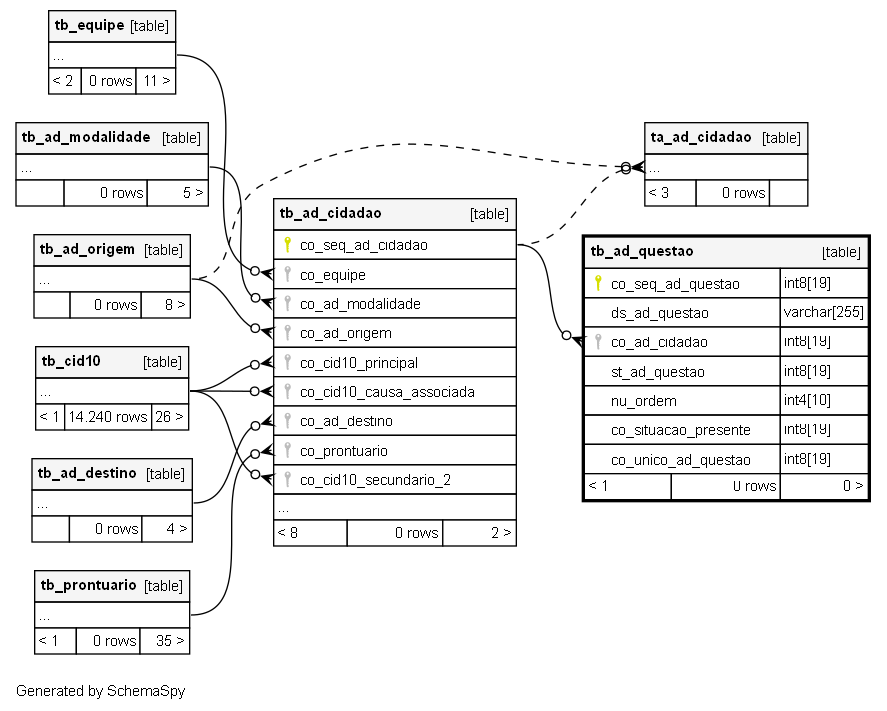 tb_equipe [table]
...
< 2 0 rows 11 >
tb_ad_modalidade [table]
...
0 rows 5 >
tb_ad_origem [table]
...
0 rows 8 >
tb_cid10 [table]
...
< 1 14.240 rows 26 >
tb_ad_destino [table]
...
0 rows 4 >
tb_prontuario [table]
...
< 1 0 rows 35 >
tb_ad_cidadao [table]
co_seq_ad_cidadao
co_equipe
co_ad_modalidade
co_ad_origem
co_cid10_principal
co_cid10_causa_associada
co_ad_destino
co_prontuario
co_cid10_secundario_2
...
< 8 0 rows 2 >
ta_ad_cidadao [table]
...
< 3 0 rows
tb_ad_questao [table]
co_seq_ad_questao int8[19]
ds_ad_questao varchar[255]
co_ad_cidadao int8[19]
st_ad_questao int8[19]
nu_ordem int4[10]
co_situacao_presente int8[19]
co_unico_ad_questao int8[19]
< 1 0 rows 0 >
Generated by SchemaSpy